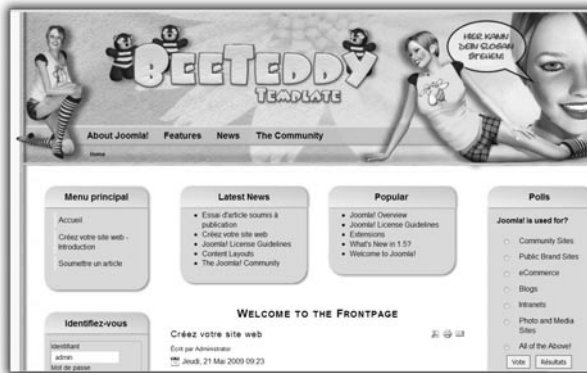 BEETEDDY
TEMPLATE
HIER KANN
DEIN SLOGAN
STEHEN!
About Joomla! Features News The Community
Home
Menu principal
Accueil
Créez votre site web -
Introduction
Soumettre un article
Latest News
Essai d'article soumis à
publication
Créez votre site web
Joomla! License Guidelines
Content Layouts
The Joomla! Community
Popular
Joomla! Overview
Joomla! License Guidelines
Extensions
What's New in 1.5?
Welcome to Joomla!
Polls
Joomla! is used for?
Community Sites
Public Brand Sites
eCommerce
Blogs
Intranets
Photo and Media
Sites
All of the Above!
Vote Résultats
Identifiez-vous
Identifiant
admin
Mot de passe
WELCOME TO THE FRONTPAGE
Créez votre site web
Écrit par Administrator
Jeudi, 21 Mai 2009 09:23